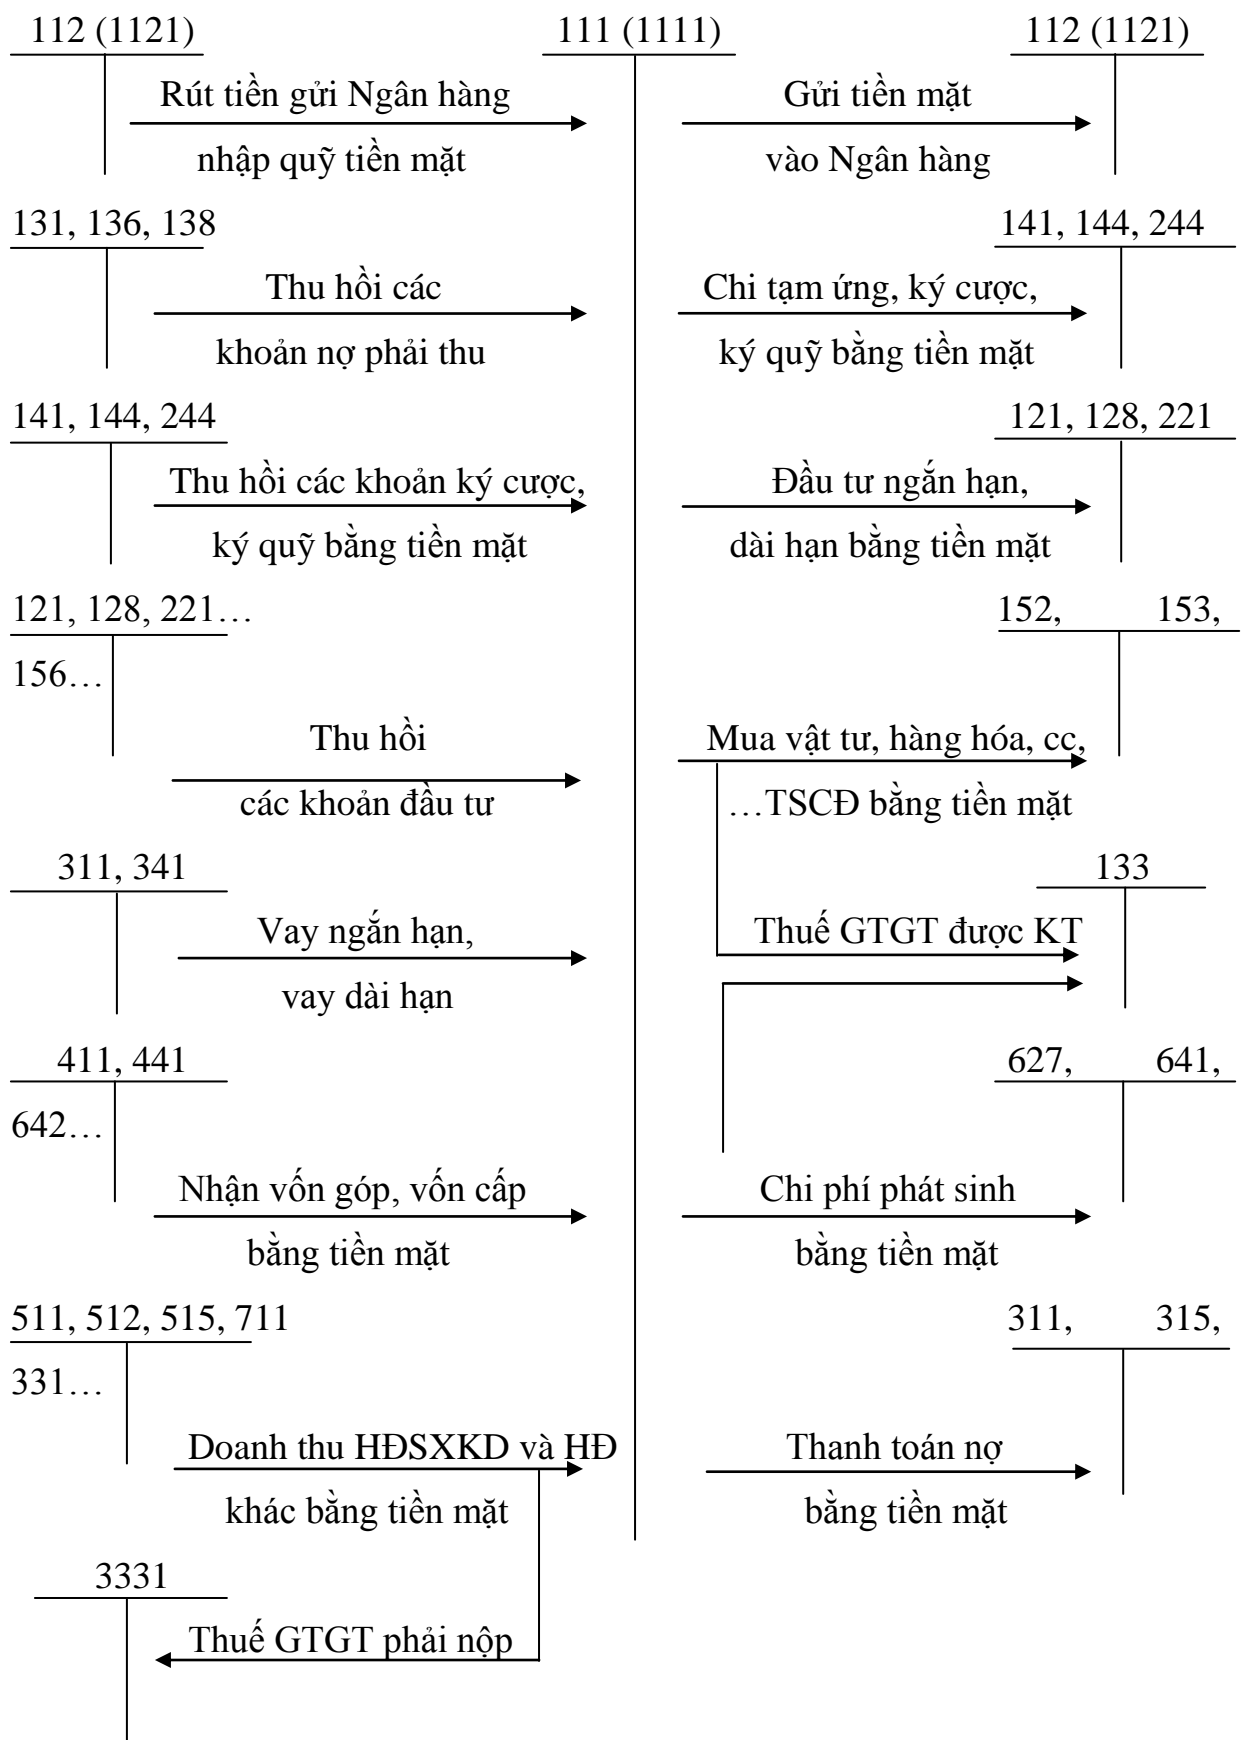 112 (1121) 111 (1111) 112 (1121)
Rút tiền gửi Ngân hàng Gửi tiền mặt
nhập quỹ tiền mặt vào Ngân hàng
131, 136, 138 141, 144, 244
Thu hồi các Chi tạm ứng, ký cược,
khoản nợ phải thu ký quỹ bằng tiền mặt
141, 144, 244 121, 128, 221
Thu hồi các khoản ký cược, Đầu tư ngắn hạn,
ký quỹ bằng tiền mặt dài hạn bằng tiền mặt
121, 128, 221… 152, 153,
156…
Thu hồi Mua vật tư, hàng hóa, cc,
các khoản đầu tư …TSCĐ bằng tiền mặt
311, 341 133
Vay ngắn hạn, Thuế GTGT được KT
vay dài hạn
411, 441 627, 641,
642…
Nhận vốn góp, vốn cấp Chi phí phát sinh
bằng tiền mặt bằng tiền mặt
511, 512, 515, 711 311, 315,
331…
Doanh thu HĐSXKD và HĐ Thanh toán nợ
khác bằng tiền mặt bằng tiền mặt
3331
Thuế GTGT phải nộp